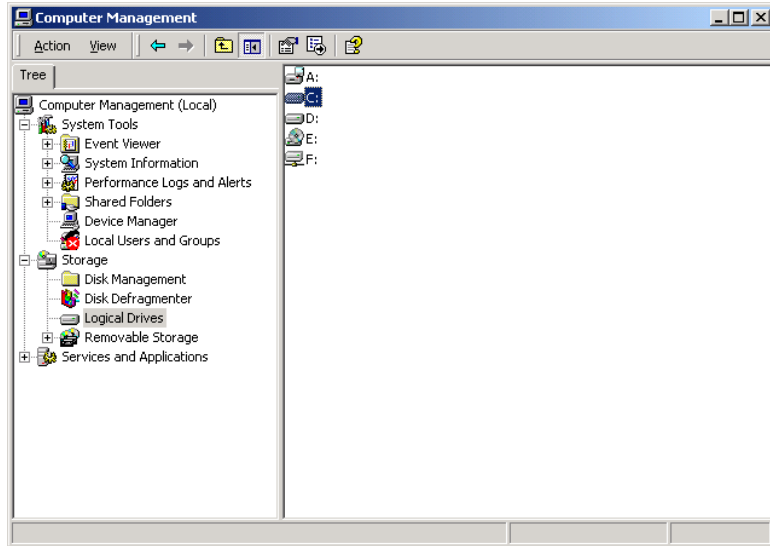 Computer Management
Action View
Tree
Computer Management (Local)
System Tools
Event Viewer
System Information
Performance Logs and Alerts
Shared Folders
Device Manager
Local Users and Groups
Storage
Disk Management
Disk Defragmenter
Logical Drives
Removable Storage
Services and Applications
A:
C:
D:
E:
F: